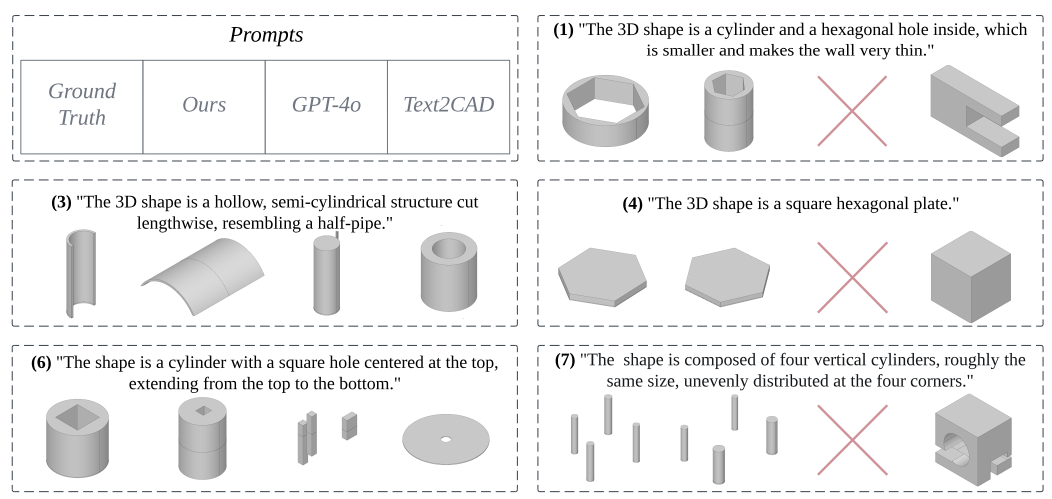 Prompts
Ground
Truth
Ours
GPT-4o
Text2CAD
(1) "The 3D shape is a cylinder and a hexagonal hole inside, which
is smaller and makes the wall very thin."
(3) "The 3D shape is a hollow, semi-cylindrical structure cut
lengthwise, resembling a half-pipe."
(4) "The 3D shape is a square hexagonal plate."
(6) "The shape is a cylinder with a square hole centered at the top,
extending from the top to the bottom."
(7) "The  shape is composed of four vertical cylinders, roughly the
same size, unevenly distributed at the four corners."